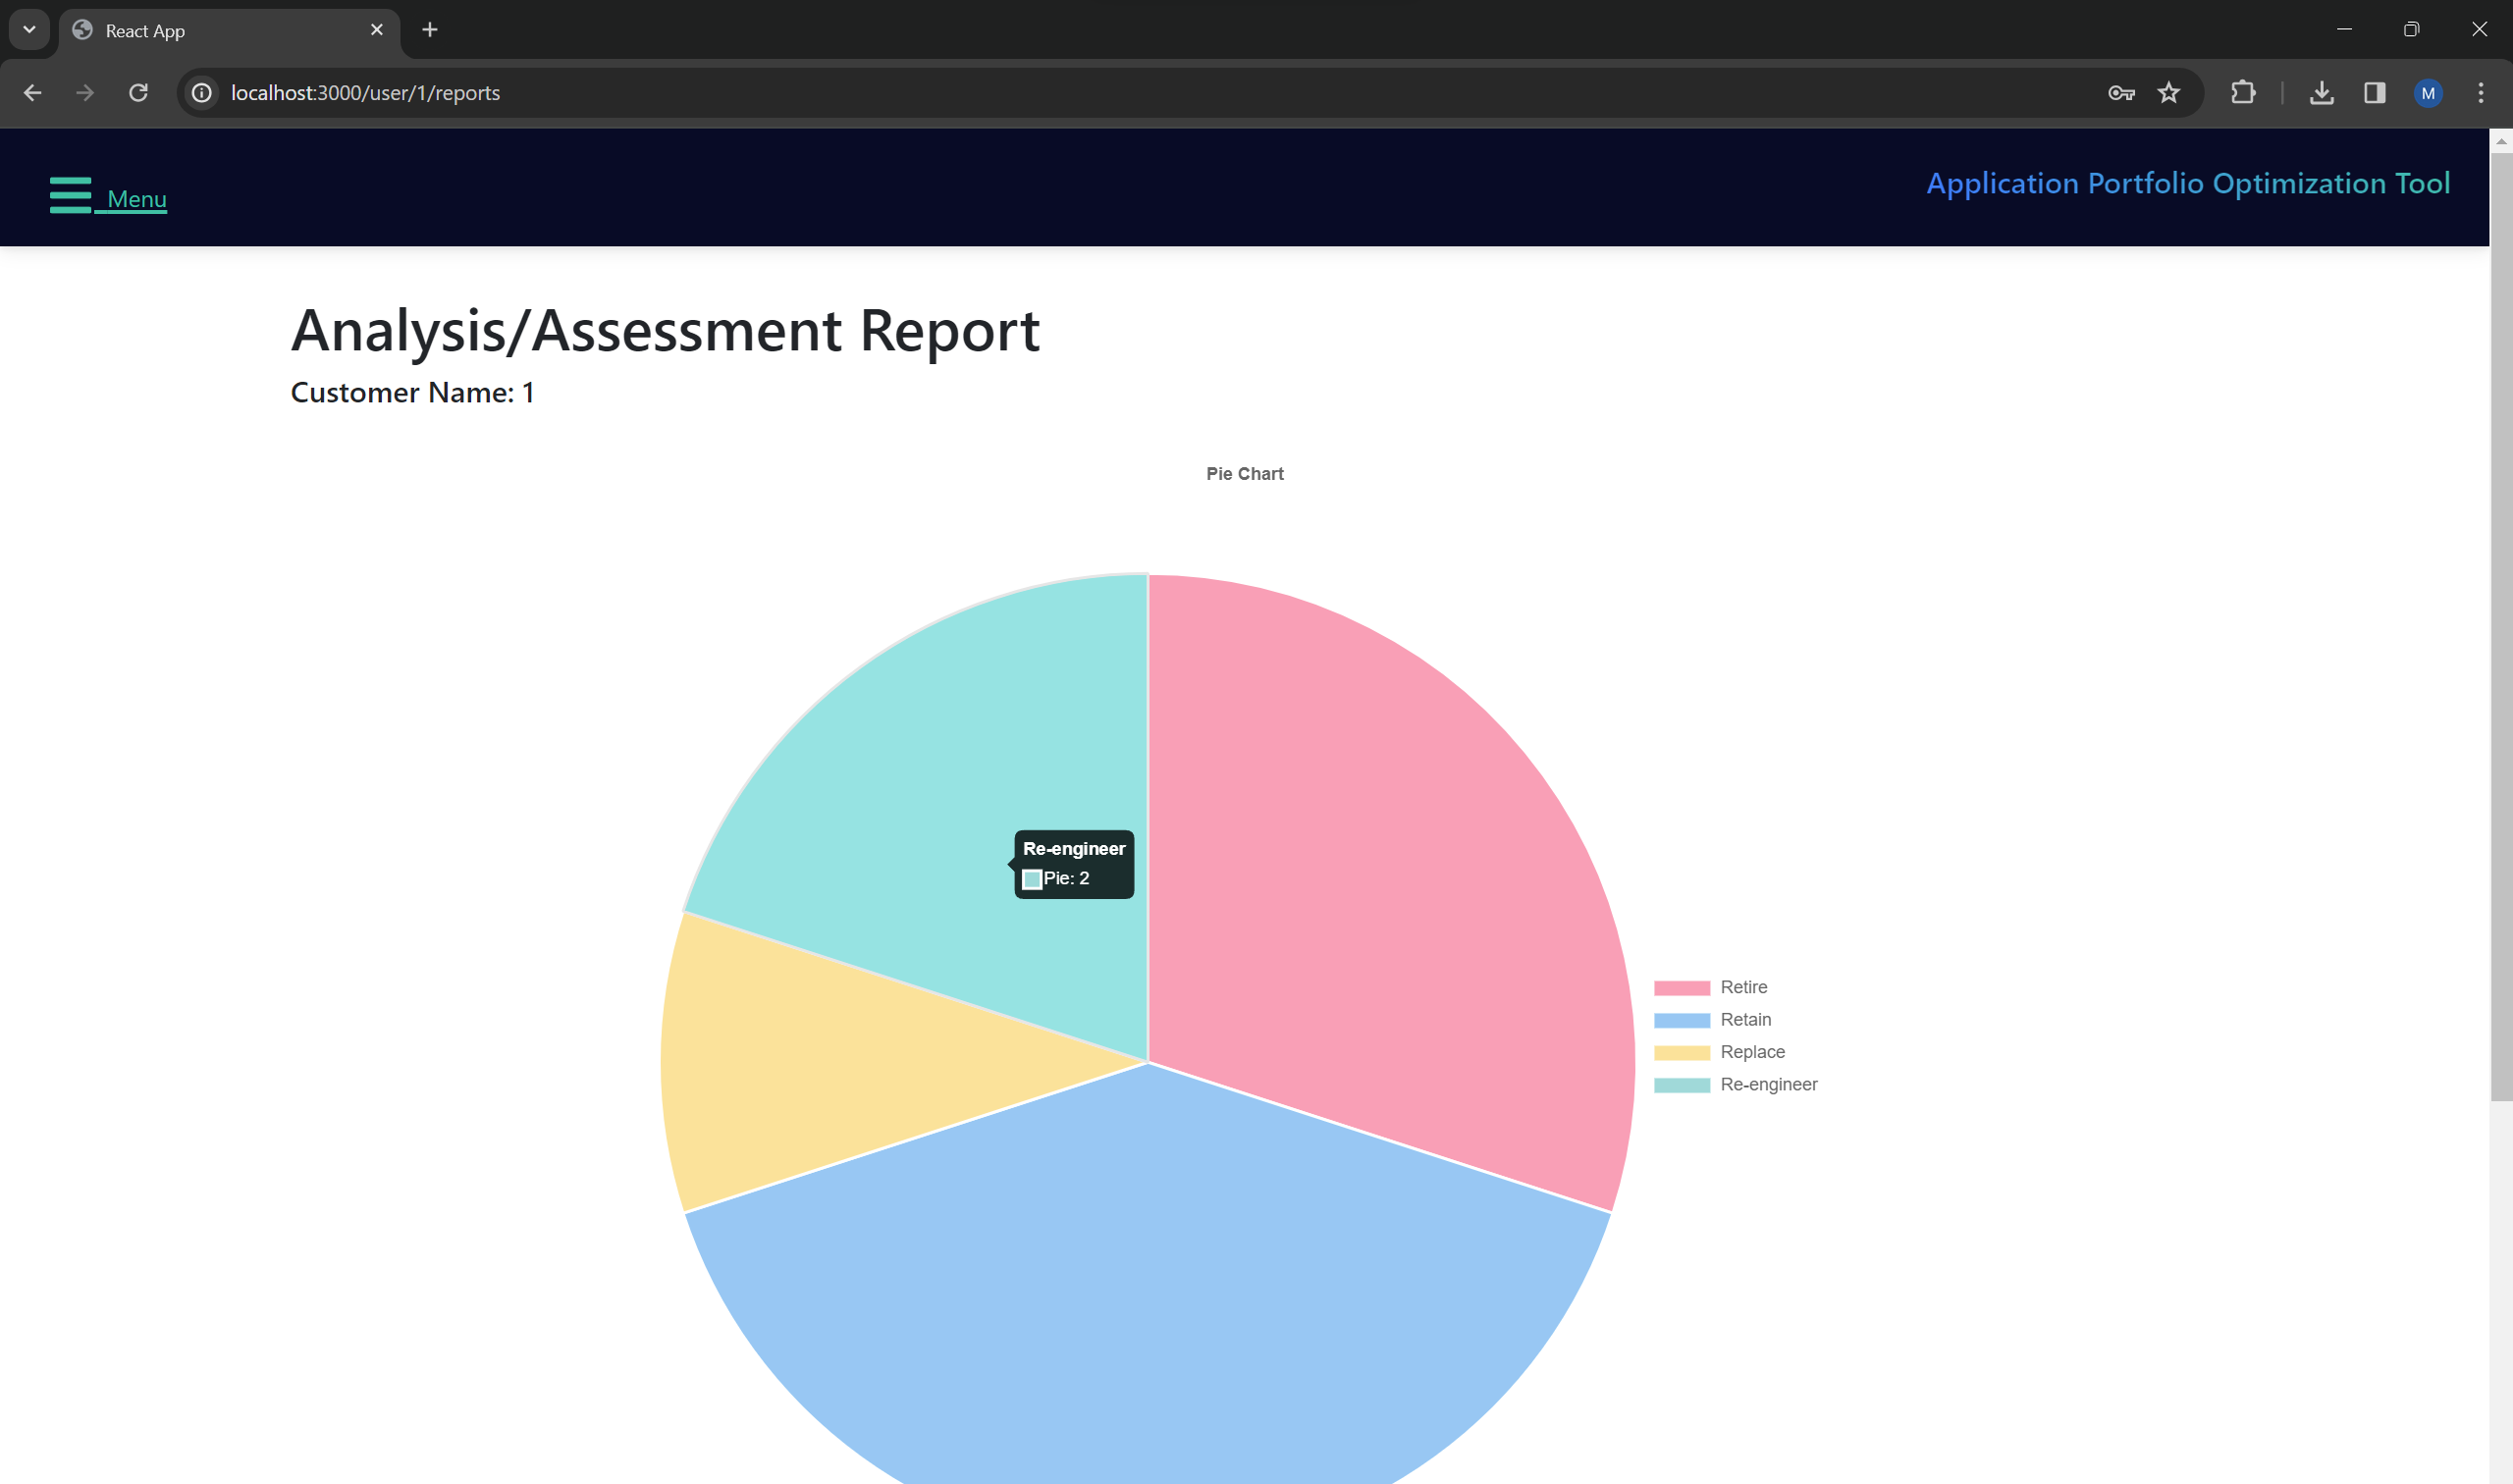 React App
localhost:3000/user/1/reports
M
Menu
Application Portfolio Optimization Tool
Analysis/Assessment Report
Customer Name: 1
Pie Chart
Re-engineer
Pie: 2
Retire
Retain
Replace
Re-engineer